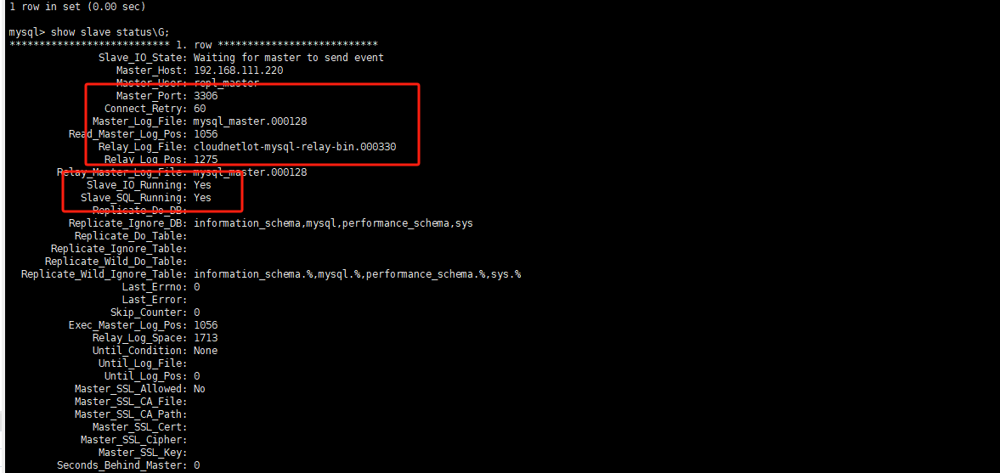 1 row in set (0.00 sec)
mysql> show slave status\G;
*************************** 1. row ***************************
Slave_IO_State: Waiting for master to send event
Master_Host: 192.168.111.220
Master_User: repl_master
Master_Port: 3306
Connect_Retry: 60
Master_Log_File: mysql_master.000128
Read_Master_Log_Pos: 1056
Relay_Log_File: cloudnetlot-mysql-relay-bin.000330
Relay_Log_Pos: 1275
Relay_Master_Log_File: mysql_master.000128
Slave_IO_Running: Yes
Slave_SQL_Running: Yes
Replicate_Do_DB:
Replicate_Ignore_DB: information_schema,mysql,performance_schema,sys
Replicate_Do_Table:
Replicate_Ignore_Table:
Replicate_Wild_Do_Table:
Replicate_Wild_Ignore_Table: information_schema.%,mysql.%,performance_schema.%,sys.%
Last_Errno: 0
Last_Error:
Skip_Counter: 0
Exec_Master_Log_Pos: 1056
Relay_Log_Space: 1713
Until_Condition: None
Until_Log_File:
Until_Log_Pos: 0
Master_SSL_Allowed: No
Master_SSL_CA_File:
Master_SSL_CA_Path:
Master_SSL_Cert:
Master_SSL_Cipher:
Master_SSL_Key:
Seconds_Behind_Master: 0